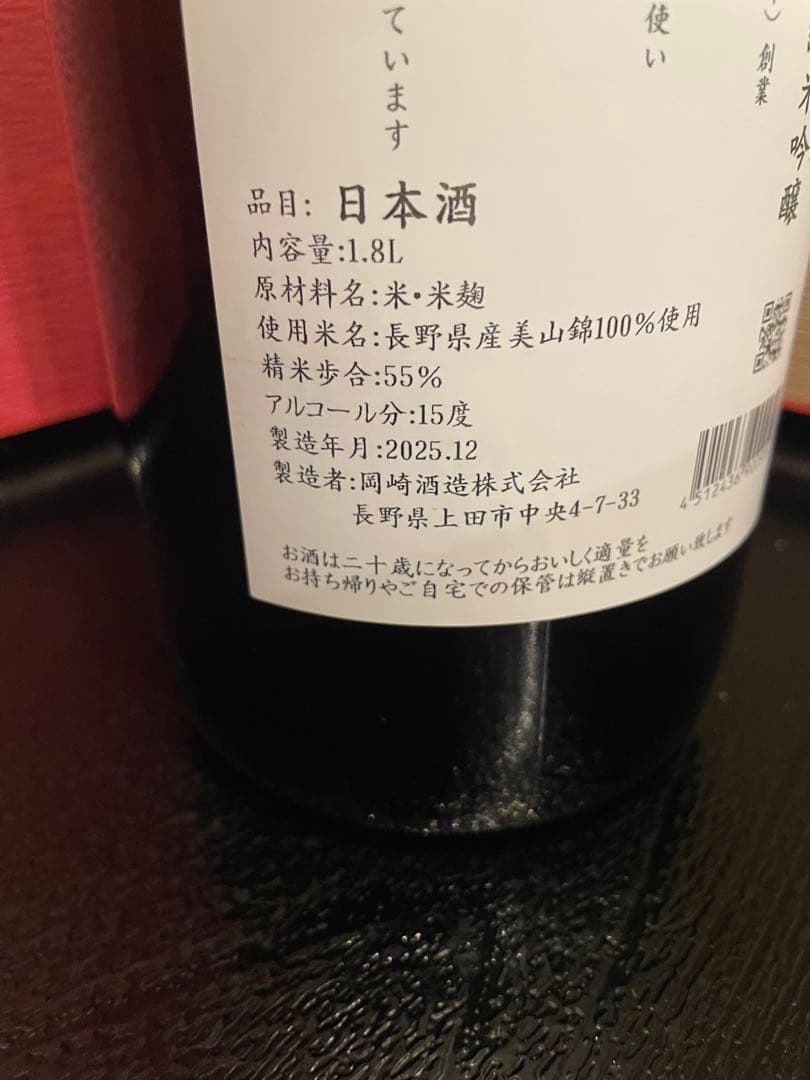 創業
米吟醸
使い
ています
品目: 日本酒
内容量:1.8L
原材料名:米・米麹
使用米名:長野県産美山錦100%使用
精米歩合:55%
アルコール分:15度
製造年月:2025.12
製造者:岡崎酒造株式会社
長野県上田市中央4-7-33
お酒は二十歳になってからおいしく適量を
お持ち帰りやご自宅での保管は縦置きでお願い致します
4 512436